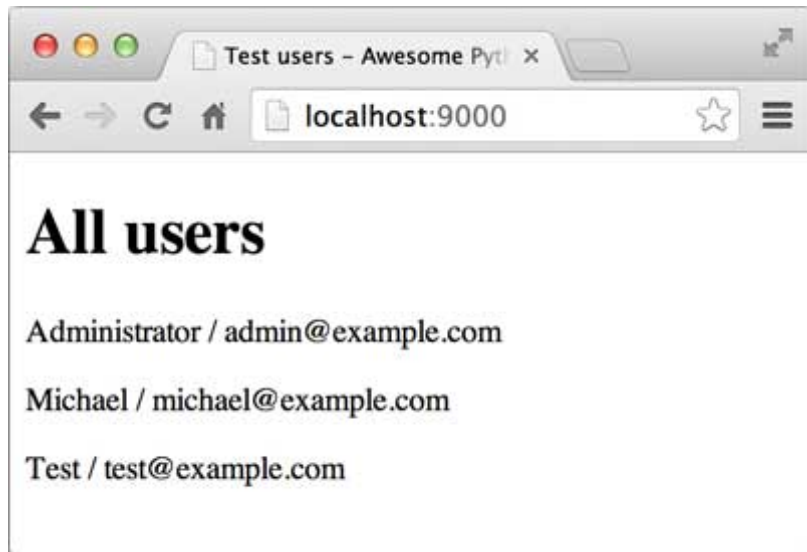 Test users – Awesome Pyt
localhost:9000
All users
Administrator / admin@example.com
Michael / michael@example.com
Test / test@example.com